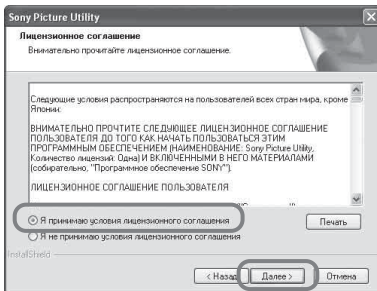 Sony Picture Utility
Лицензионное соглашение
Внимательно прочитайте лицензионное соглашение.
Следующие условия распространяются на пользователей всех стран мира, кроме
Японии:
ВНИМАТЕЛЬНО ПРОЧТИТЕ СЛЕДУЮЩЕЕ ЛИЦЕНЗИОННОЕ СОГЛАШЕНИЕ
ПОЛЬЗОВАТЕЛЯ ДО ТОГО КАК НАЧАТЬ ПОЛЬЗОВАТЬСЯ ЭТИМ
ПРОГРАММНЫМ ОБЕСПЕЧЕНИЕМ (НАИМЕНОВАНИЕ: Sony Picture Utility,
Количество лицензий: Одна) И ВКЛЮЧЕННЫМИ В НЕГО МАТЕРИАЛАМИ
(собирательно, "Программное обеспечение SONY").
ЛИЦЕНЗИОННОЕ СОГЛАШЕНИЕ ПОЛЬЗОВАТЕЛЯ
Я принимаю условия лицензионного соглашения
Печать
Я не принимаю условия лицензионного соглашения
InstallShield
< Назад
Далее >
Отмена